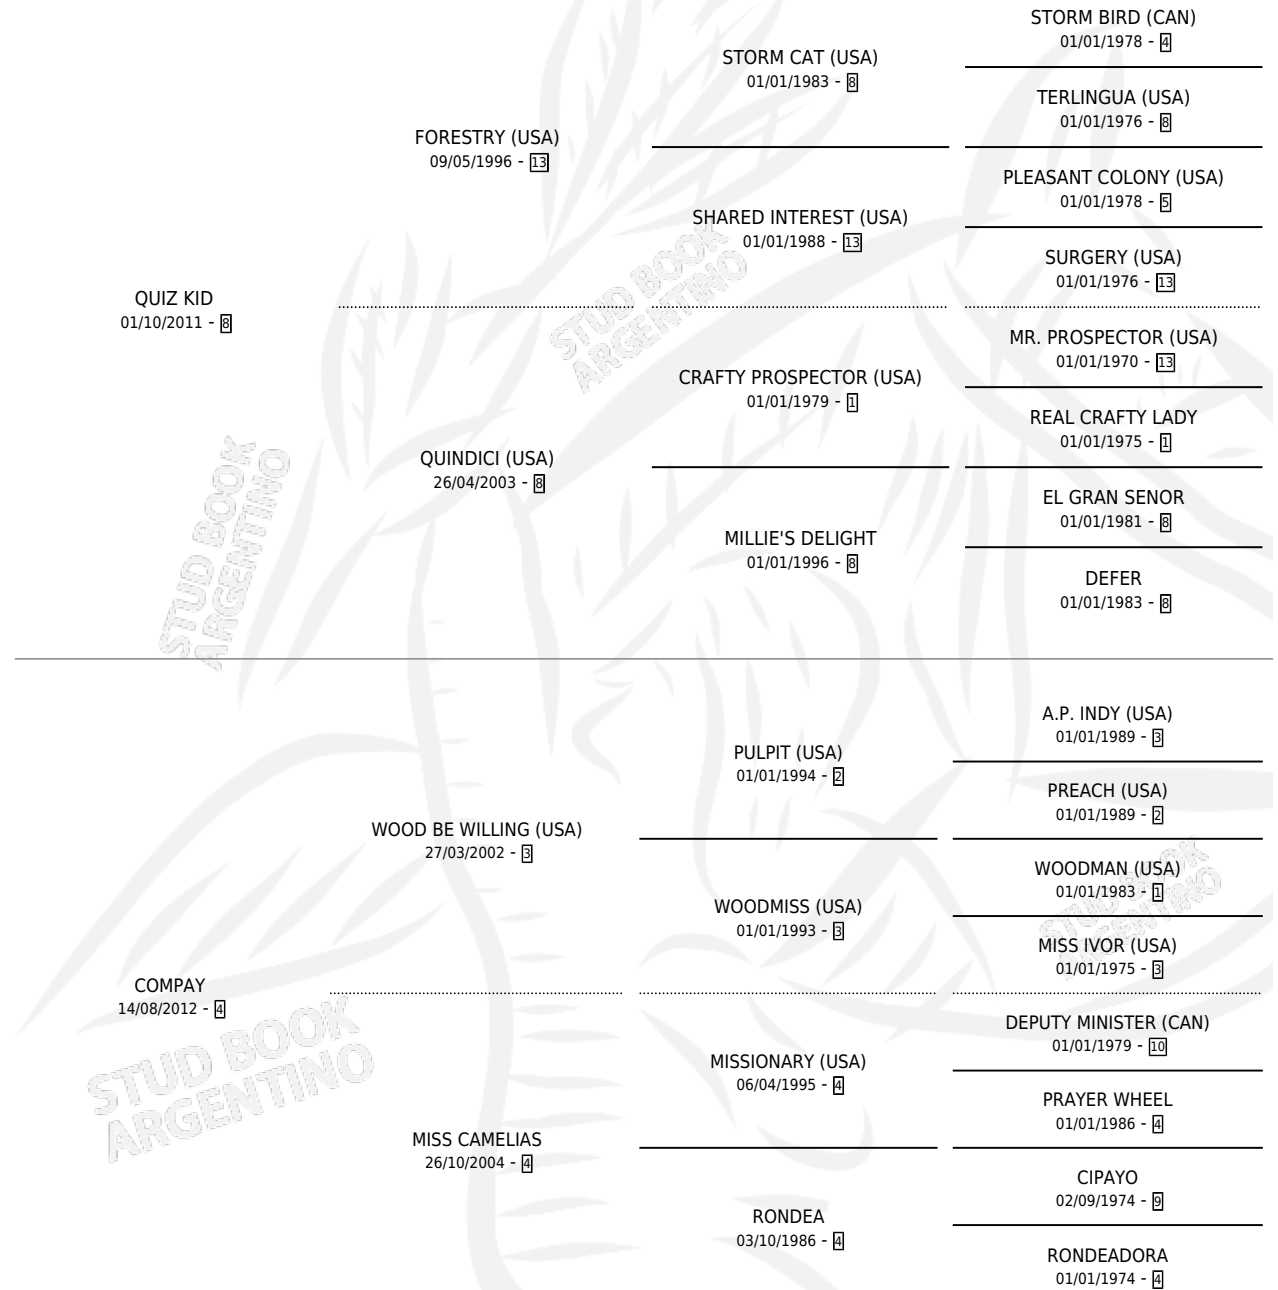 STORM BIRD (CAN)
01/01/1978 - 4
STORM CAT (USA)
01/01/1983 - 8
TERLINGUA (USA)
01/01/1976 - 8
FORESTRY (USA)
09/05/1996 - 13
PLEASANT COLONY (USA)
01/01/1978 - 5
SHARED INTEREST (USA)
01/01/1988 - 13
SURGERY (USA)
01/01/1976 - 13
QUIZ KID
01/10/2011 - 8
MR. PROSPECTOR (USA)
01/01/1970 - 13
CRAFTY PROSPECTOR (USA)
01/01/1979 - 1
REAL CRAFTY LADY
01/01/1975 - 1
QUINDICI (USA)
26/04/2003 - 8
EL GRAN SENOR
01/01/1981 - 8
MILLIE'S DELIGHT
01/01/1996 - 8
DEFER
01/01/1983 - 8
A.P. INDY (USA)
01/01/1989 - 3
PULPIT (USA)
01/01/1994 - 2
PREACH (USA)
01/01/1989 - 2
WOOD BE WILLING (USA)
27/03/2002 - 3
WOODMAN (USA)
01/01/1983 - 1
WOODMISS (USA)
01/01/1993 - 3
MISS IVOR (USA)
01/01/1975 - 3
COMPAY
14/08/2012 - 4
DEPUTY MINISTER (CAN)
01/01/1979 - 10
MISSIONARY (USA)
06/04/1995 - 4
PRAYER WHEEL
01/01/1986 - 4
MISS CAMELIAS
26/10/2004 - 4
CIPAYO
02/09/1974 - 9
RONDEA
03/10/1986 - 4
RONDEADORA
01/01/1974 - 4
STUD BOOK
ARGENTINO
STUD BOOK
ARGENTINO
STUD BOOK
ARGENTINO
STUD BOOK
ARGENTINO